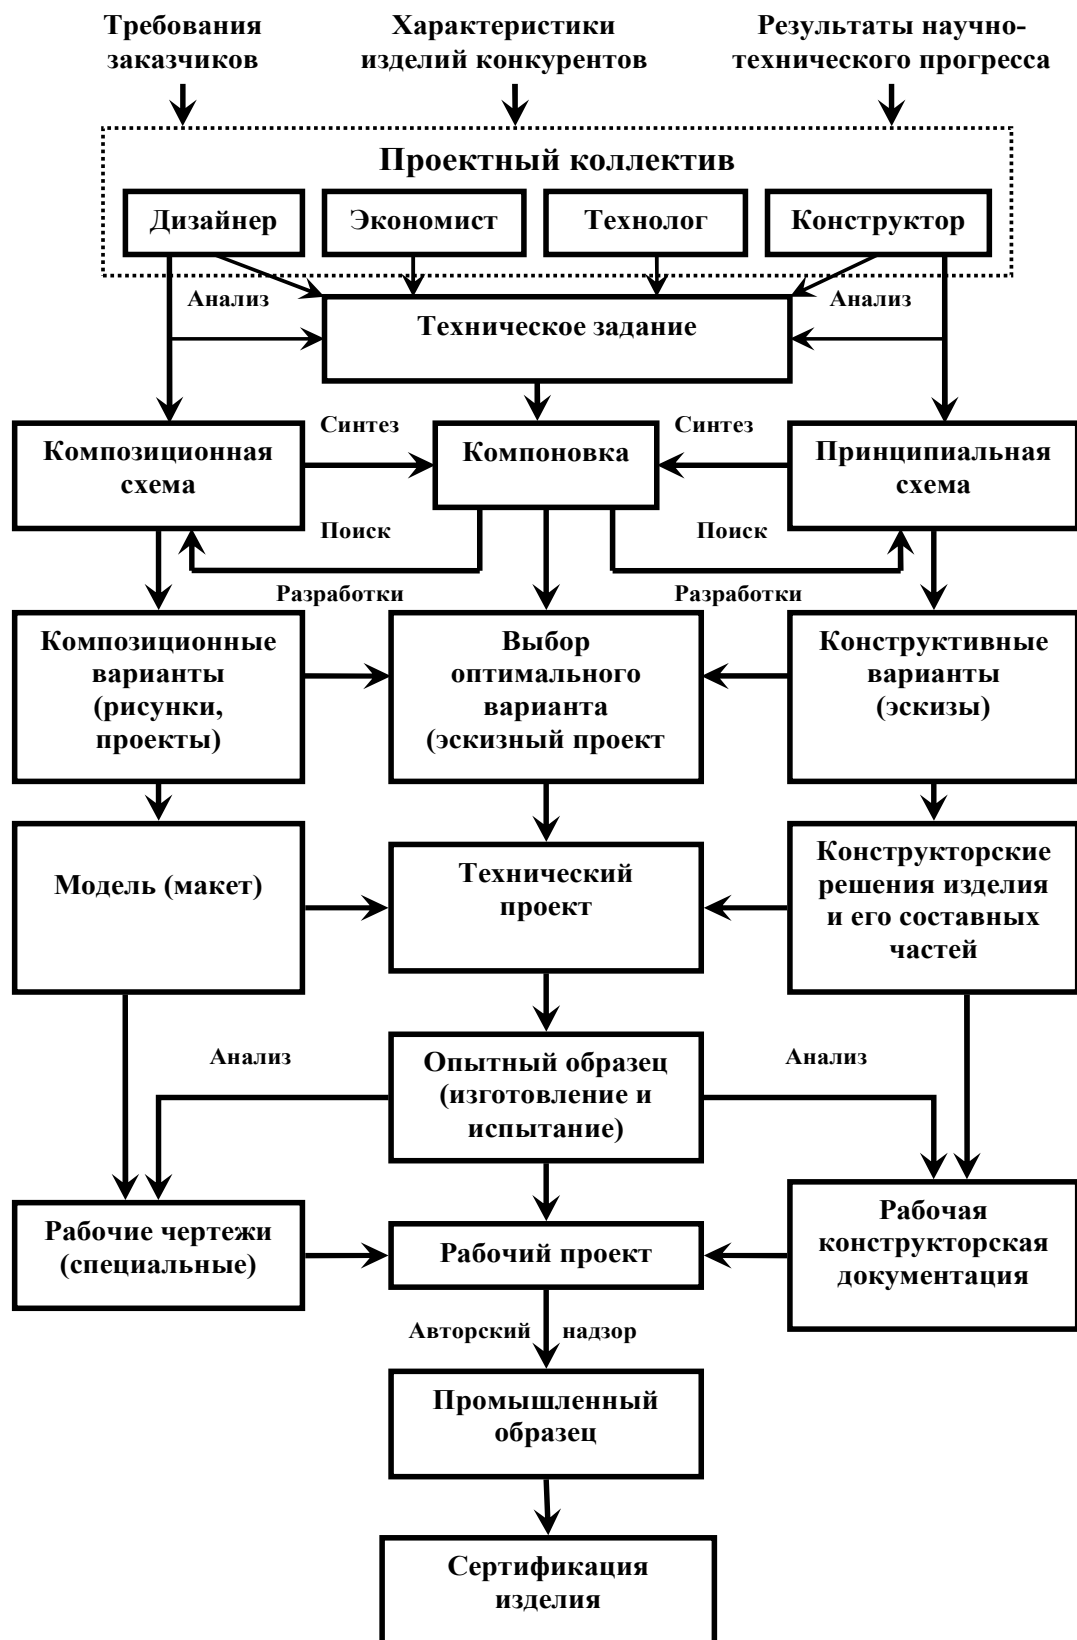 Требования
заказчиков
Характеристики
изделий конкурентов
Результаты научно-
технического прогресса
Проектный коллектив
Дизайнер
Экономист
Технолог
Конструктор
Анализ
Анализ
Техническое задание
Синтез
Синтез
Композиционная
схема
Компоновка
Принципиальная
схема
Поиск
Поиск
Разработки
Разработки
Композиционные
варианты
(рисунки,
проекты)
Выбор
оптимального
варианта
(эскизный проект
Конструктивные
варианты
(эскизы)
Модель (макет)
Технический
проект
Конструкторские
решения изделия
и его составных
частей
Анализ
Анализ
Опытный образец
(изготовление и
испытание)
Рабочие чертежи
(специальные)
Рабочий проект
Рабочая
конструкторская
документация
Авторский надзор
Промышленный
образец
Сертификация
изделия